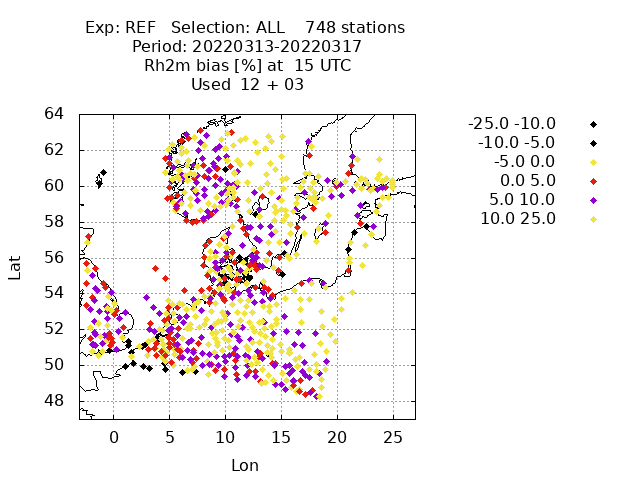 Exp: REF   Selection: ALL    748 stations
Period: 20220313-20220317
Rh2m bias [%] at  15 UTC
Used  12 + 03
-25.0 -10.0
-10.0 -5.0
-5.0 0.0
0.0 5.0
5.0 10.0
10.0 25.0
64
62
60
58
56
54
52
50
48
Lat
0 5 10 15 20 25
Lon